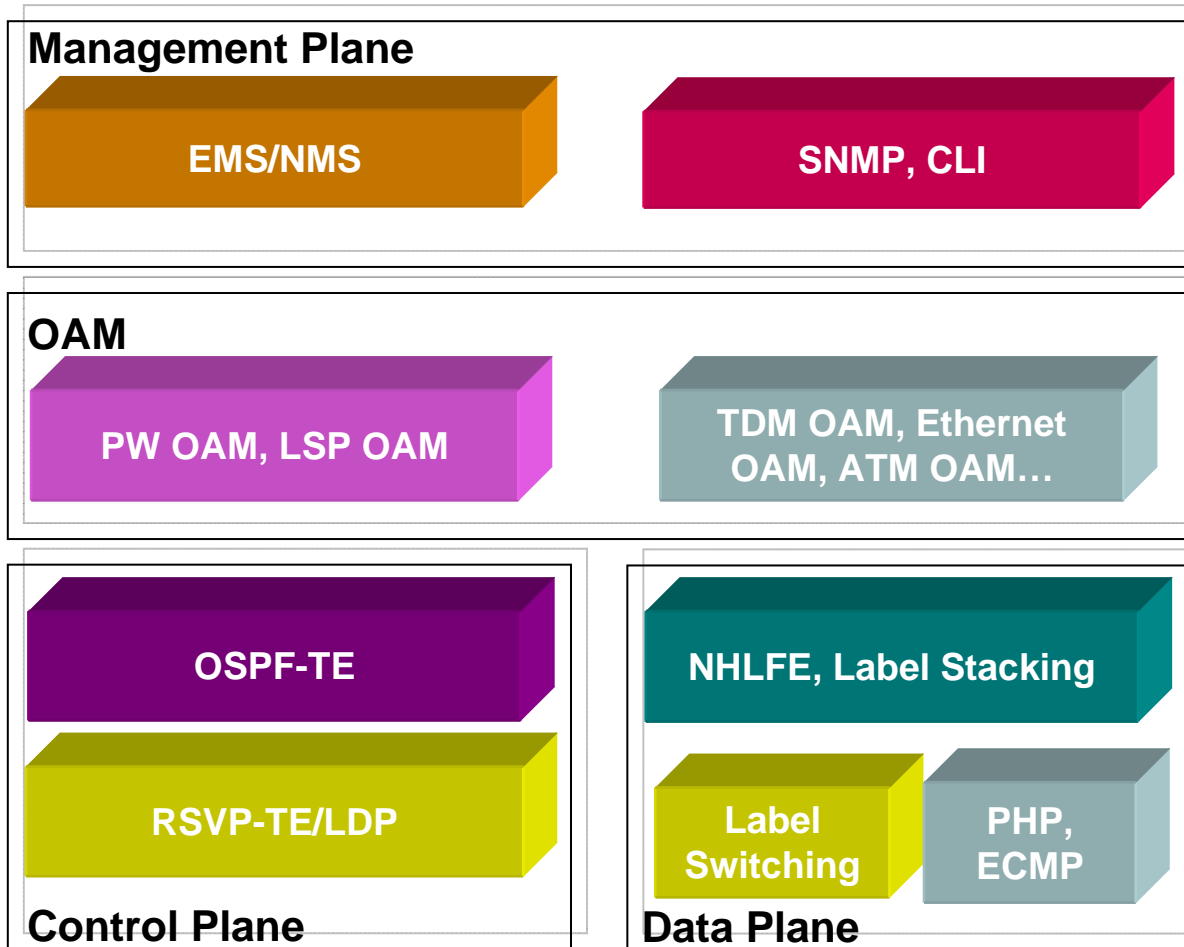 Management Plane
EMS/NMS
SNMP, CLI
OAM
PW OAM, LSP OAM
TDM OAM, Ethernet
OAM, ATM OAM…
OSPF-TE
RSVP-TE/LDP
Control Plane
NHLFE, Label Stacking
Label
Switching
PHP,
ECMP
Data Plane